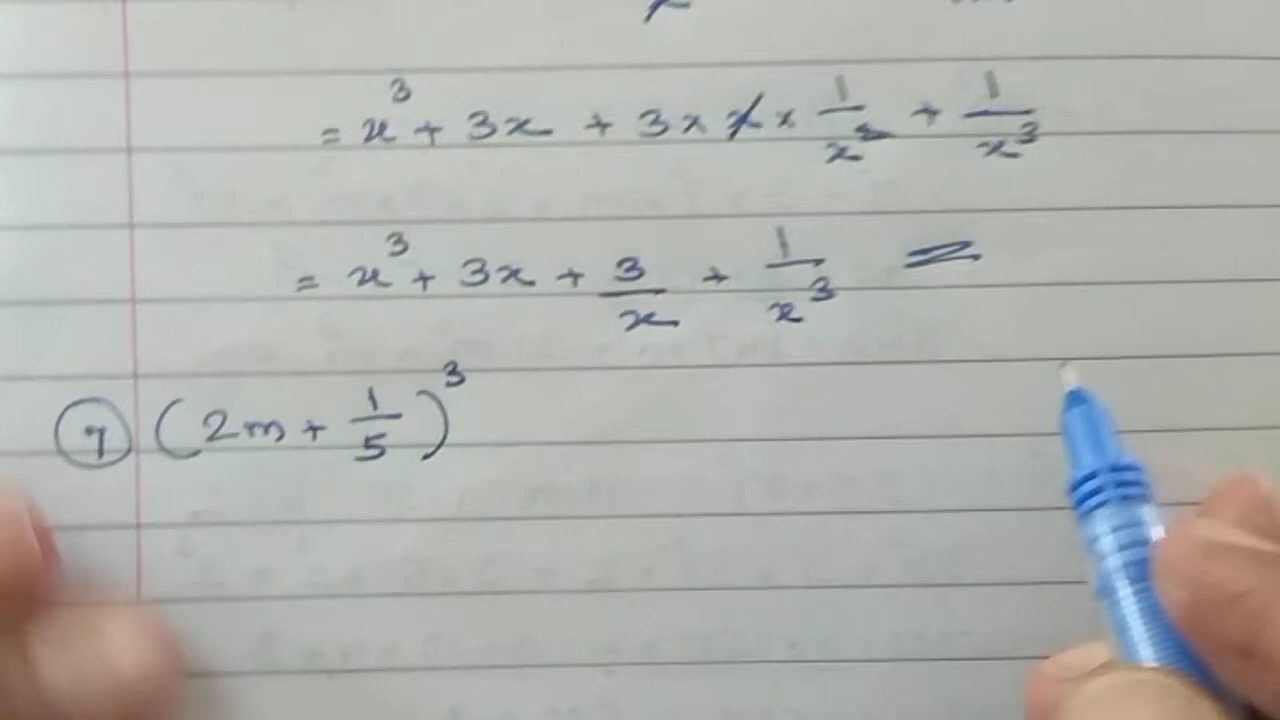 = x³ + 3x + 3 × x × 1/x² + 1/x³
= x³ + 3x + 3/x + 1/x³
7 (2m + 1/5)³